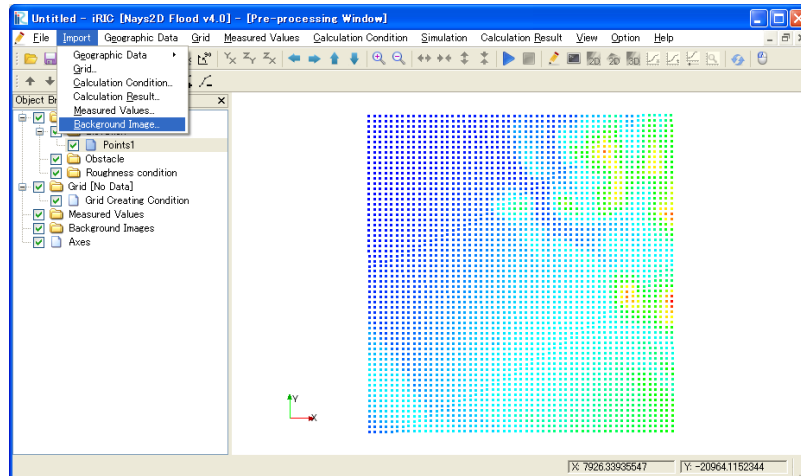 Untitled - iRIC [Nays2D Flood v4.0] - [Pre-processing Window]
File Import Geographic Data Grid Measured Values Calculation Condition Simulation Calculation Result View Option Help
Geographic Data
Grid...
Calculation Condition...
Calculation Result...
Measured Values...
Background Image...
Object Br
Points1
Obstacle
Roughness condition
Grid [No Data]
Grid Creating Condition
Measured Values
Background Images
Axes
Y
X
X: 7926.33935547 Y: -20964.1152344